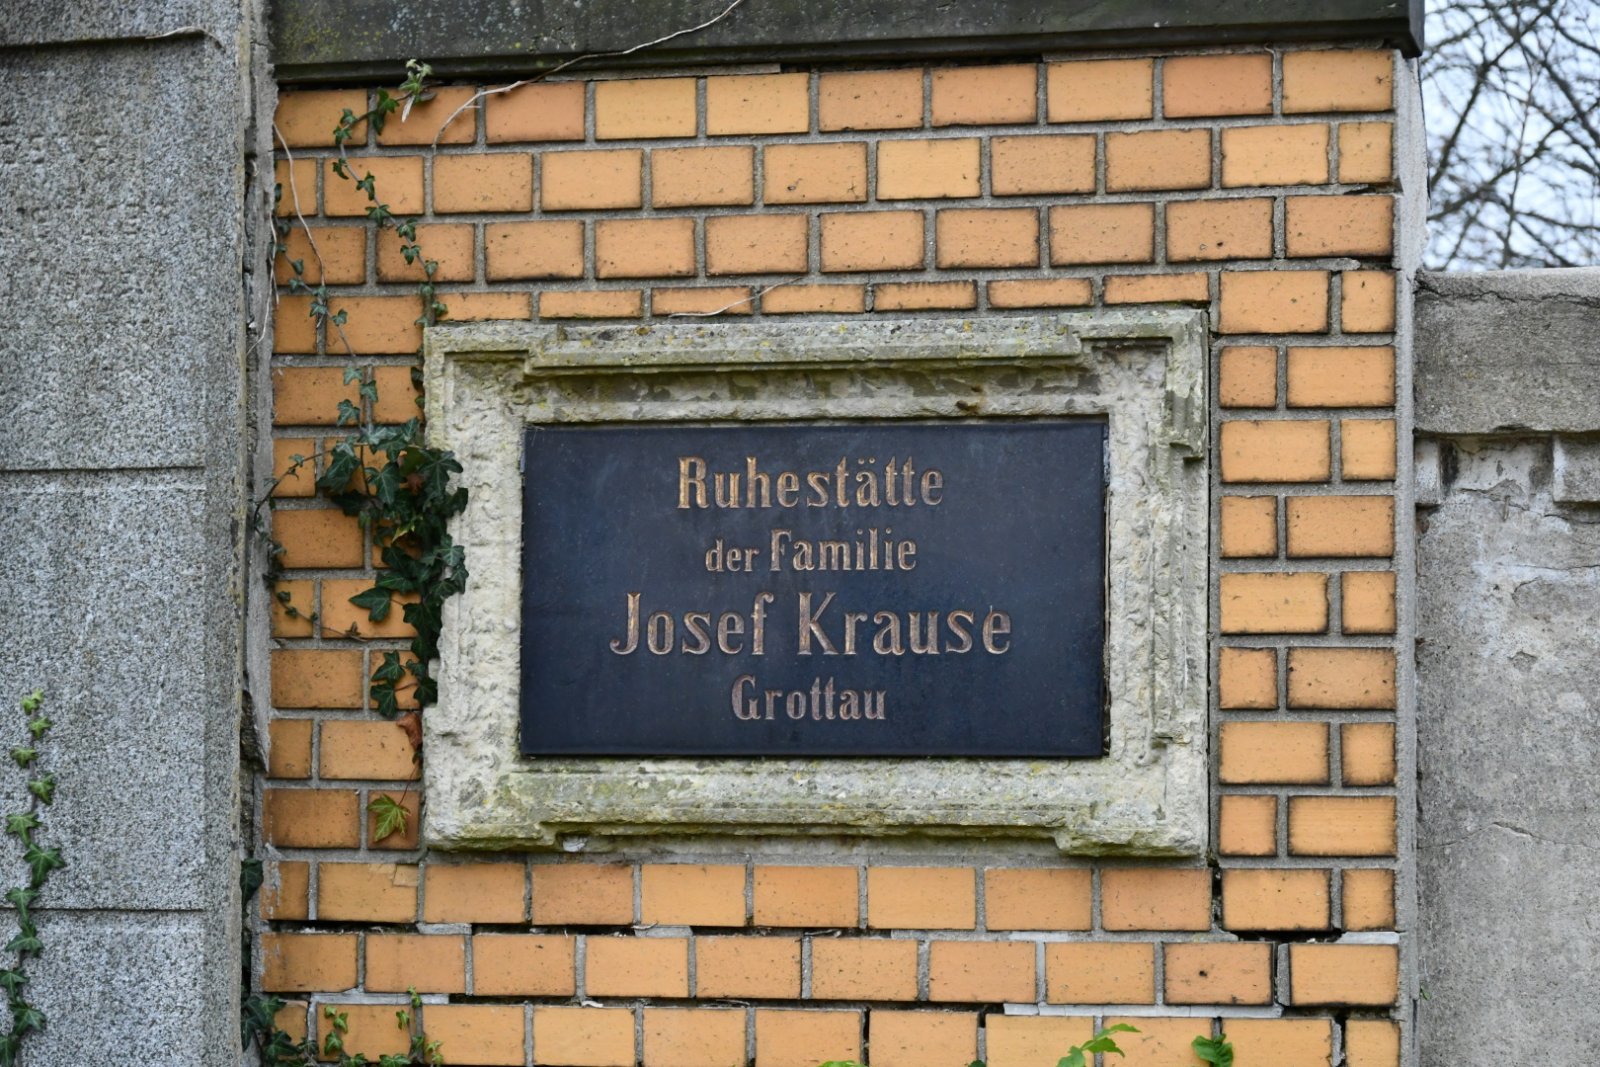 Ruhestätte
der Familie
Josef Krause
Grottau